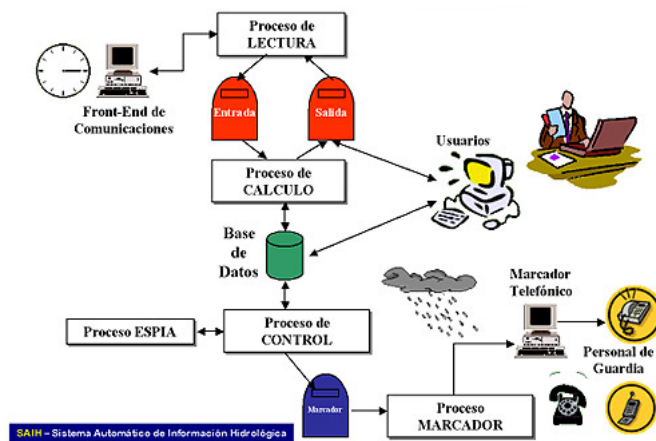 Proceso de
LECTURA
Front-End de
Comunicaciones
Entrada
Salida
Usuarios
Proceso de
CALCULO
Base
de
Datos
Marcador
Telefónico
Proceso ESPIA
Proceso de
CONTROL
Personal de
Guardia
Marcador
Proceso
MARCADOR
SAIH – Sistema Automático de Información Hidrológica